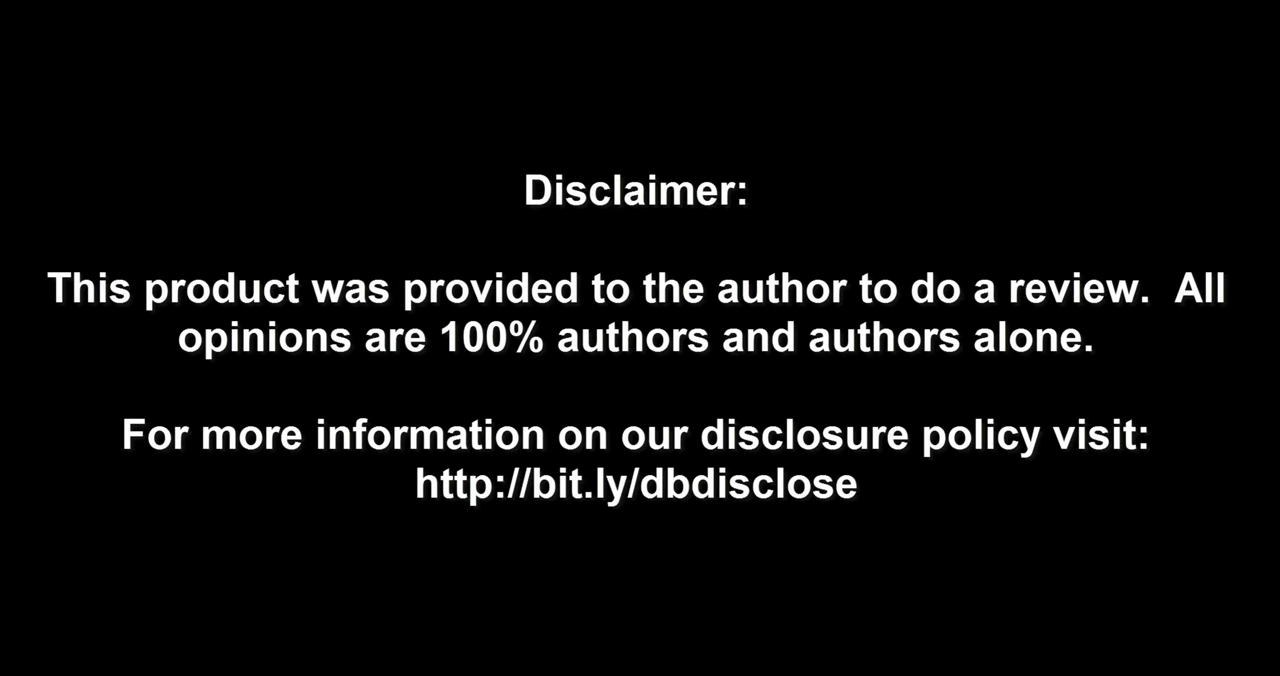 Disclaimer:
This product was provided to the author to do a review.  All
opinions are 100% authors and authors alone.
For more information on our disclosure policy visit:
http://bit.ly/dbdisclose